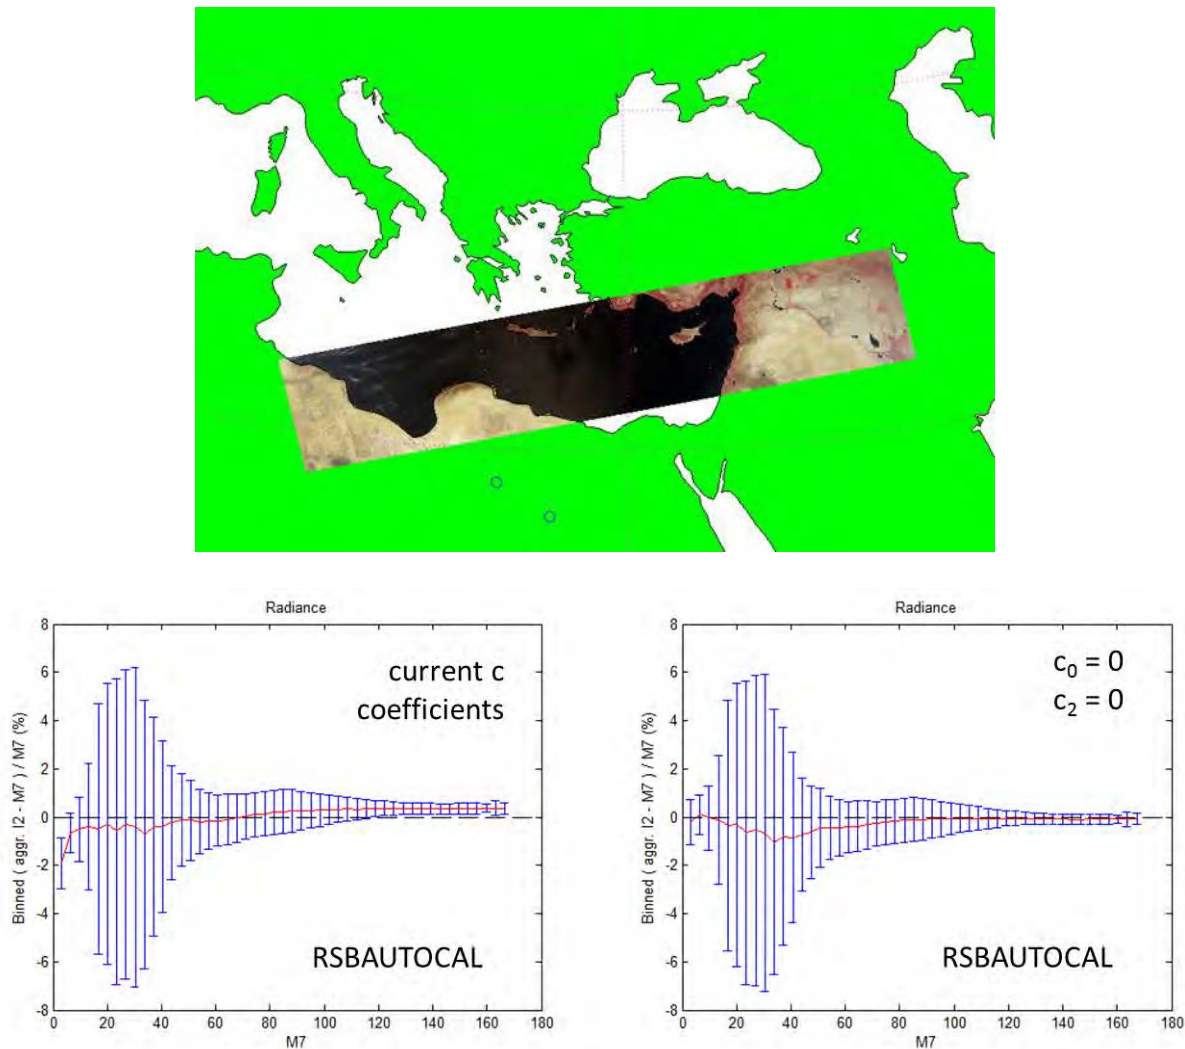 Radiance
8
6
4
2
0
-2
-4
-6
-8
Binned ( aggr. I2 - M7 ) / M7 (%)
current c
coefficients
RSBAUTOCAL
0 20 40 60 80 100 120 140 160 180
M7
Radiance
8
6
4
2
0
-2
-4
-6
-8
Binned ( aggr. I2 - M7 ) / M7 (%)
c₀ = 0
c₂ = 0
RSBAUTOCAL
0 20 40 60 80 100 120 140 160 180
M7